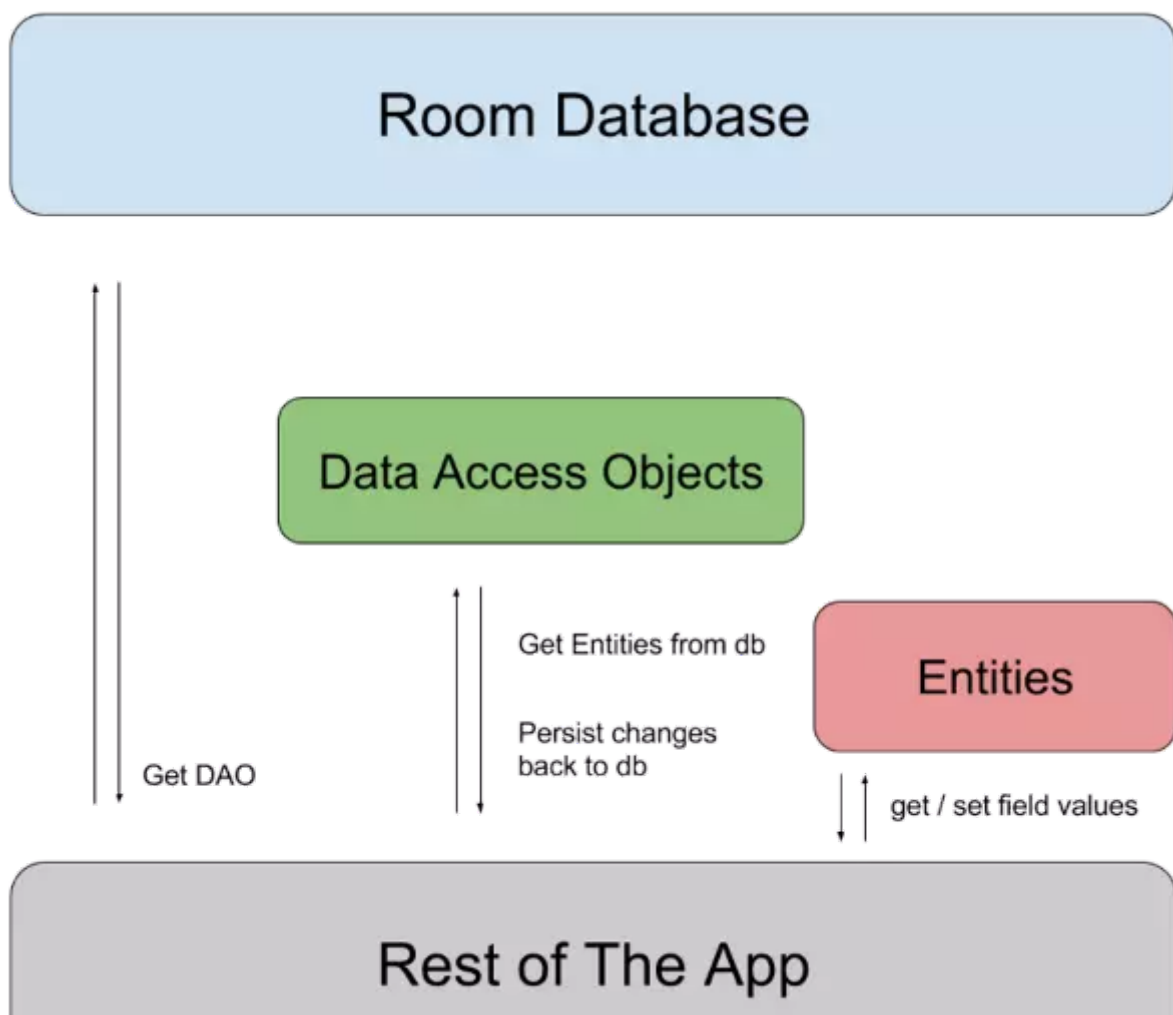 Room Database
Data Access Objects
Get Entities from db
Entities
Persist changes
back to db
Get DAO
get / set field values
Rest of The App